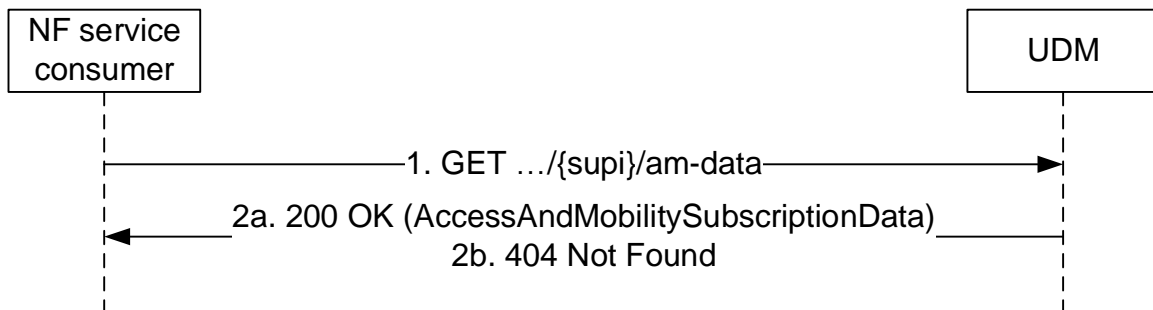 NF service
consumer
UDM
1. GET …/{supi}/am-data
2a. 200 OK (AccessAndMobilitySubscriptionData)
2b. 404 Not Found